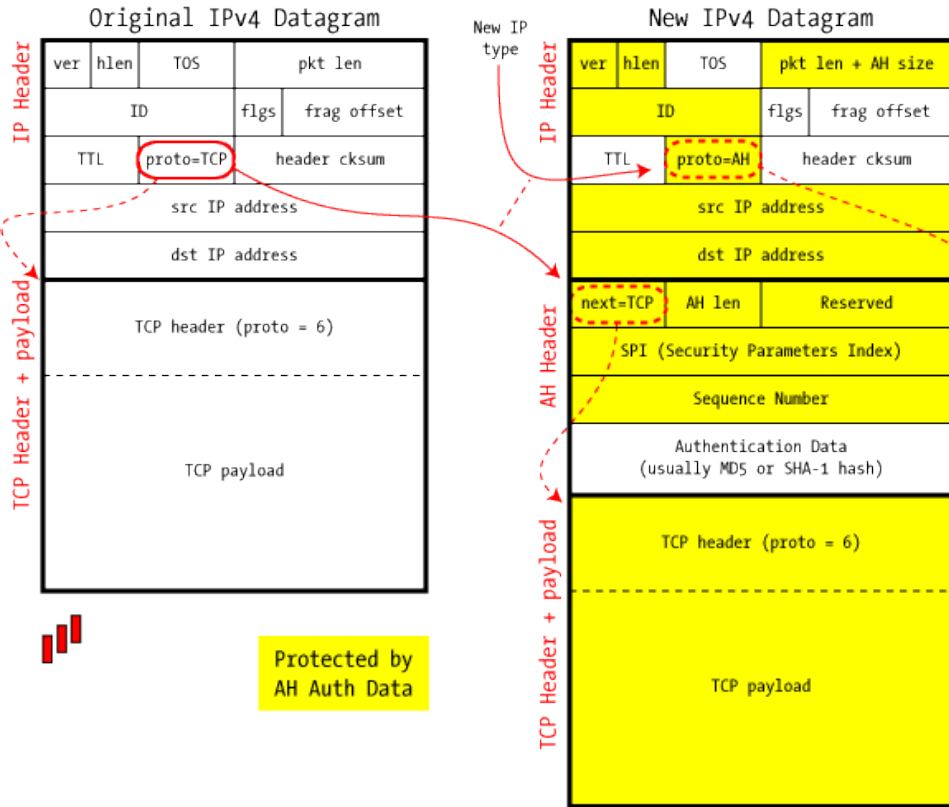 Original IPv4 Datagram
IP Header
ver hlen TOS pkt len
ID flgs frag offset
TTL proto=TCP header cksum
src IP address
dst IP address
TCP Header + payload
TCP header (proto = 6)
TCP payload
Protected by
AH Auth Data
New IP
type
New IPv4 Datagram
IP Header
ver hlen TOS pkt len + AH size
ID flgs frag offset
TTL proto=AH header cksum
src IP address
dst IP address
AH Header
next=TCP AH len Reserved
SPI (Security Parameters Index)
Sequence Number
Authentication Data
(usually MD5 or SHA-1 hash)
TCP Header + payload
TCP header (proto = 6)
TCP payload